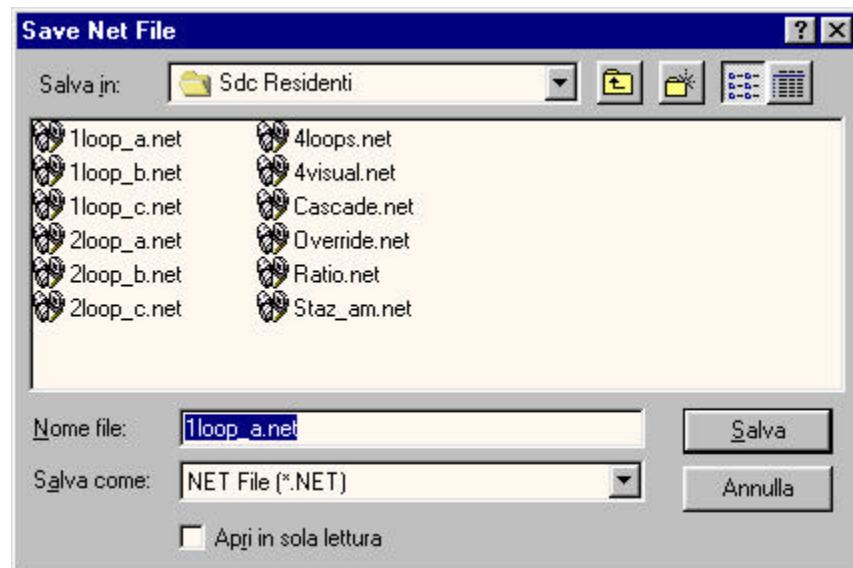 Save Net File
Salva in: Sdc Residenti
1loop_a.net 4loops.net
1loop_b.net 4visual.net
1loop_c.net Cascade.net
2loop_a.net Override.net
2loop_b.net Ratio.net
2loop_c.net Staz_am.net
Nome file: 1loop_a.net Salva
Salva come: NET File (*.NET) Annulla
Apri in sola lettura